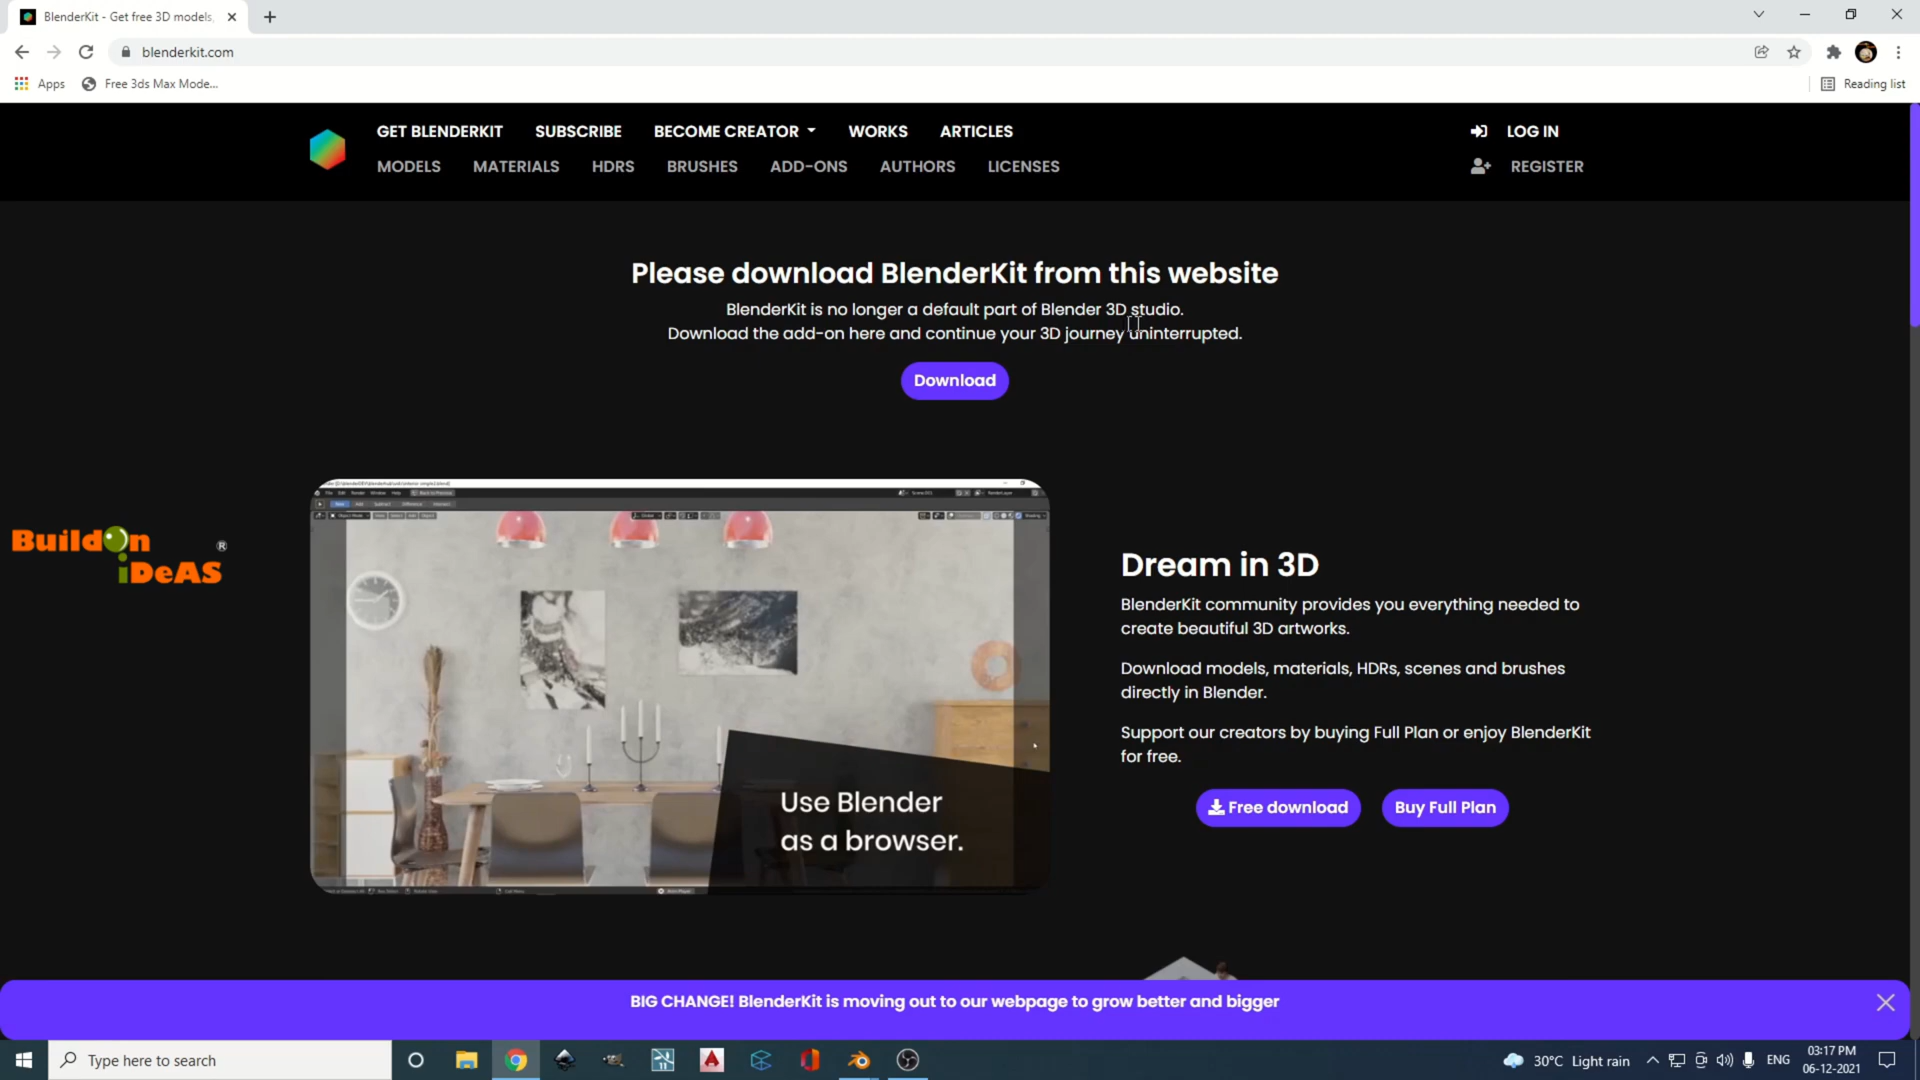 BlenderKit - Get free 3D models,
blenderkit.com
Apps
Free 3ds Max Mode...
Reading list
GET BLENDERKIT SUBSCRIBE BECOME CREATOR WORKS ARTICLES
LOG IN
MODELS MATERIALS HDRS BRUSHES ADD-ONS AUTHORS LICENSES
REGISTER
Please download BlenderKit from this website
BlenderKit is no longer a default part of Blender 3D studio.
Download the add-on here and continue your 3D journey uninterrupted.
Download
BuildOn
iDeAS ®
Use Blender
as a browser.
Dream in 3D
BlenderKit community provides you everything needed to
create beautiful 3D artworks.
Download models, materials, HDRs, scenes and brushes
directly in Blender.
Support our creators by buying Full Plan or enjoy BlenderKit
for free.
Free download
Buy Full Plan
BIG CHANGE! BlenderKit is moving out to our webpage to grow better and bigger
Type here to search
30°C Light rain
ENG
03:17 PM
06-12-2021